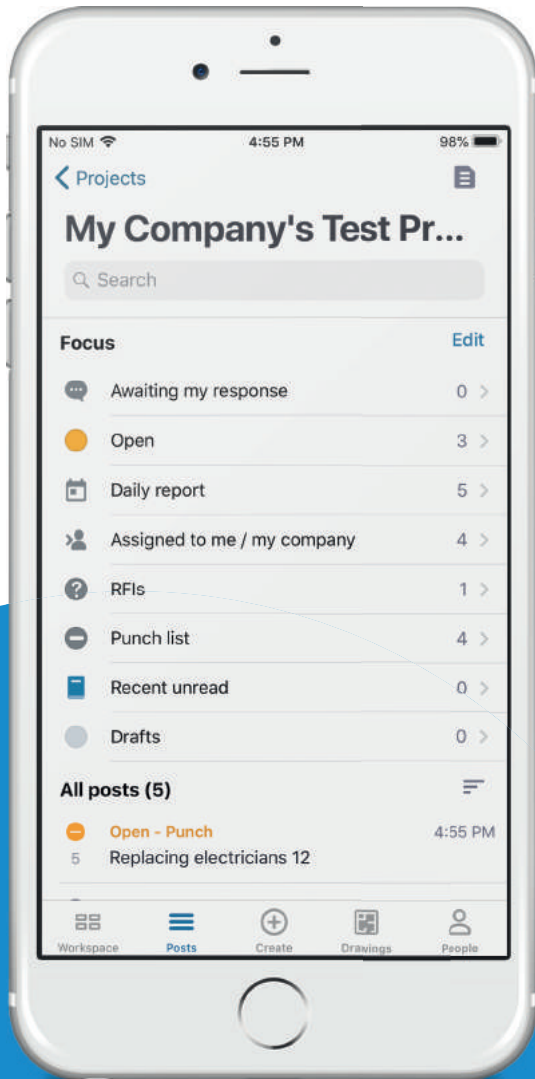 No SIM 4:55 PM 98%
Projects
My Company's Test Pr...
Search
Focus Edit
Awaiting my response 0
Open 3
Daily report 5
Assigned to me / my company 4
RFIs 1
Punch list 4
Recent unread 0
Drafts 0
All posts (5)
Open - Punch 4:55 PM
5 Replacing electricians 12
Workspace Posts Create Drawings People